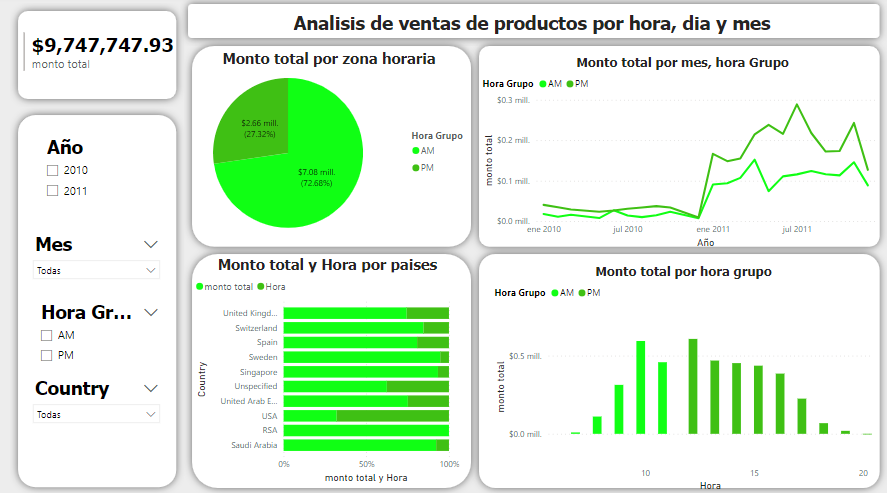 Analisis de ventas de productos por hora, dia y mes
$9,747,747.93
monto total
Año
2010
2011
Mes
Todas
Hora Gr...
AM
PM
Country
Todas
Monto total por zona horaria
$2.66 mill.
(27.32%)
$7.08 mill.
(72.68%)
Hora Grupo
AM
PM
Monto total por mes, hora Grupo
Hora Grupo AM PM
monto total
$0.3 mill.
$0.2 mill.
$0.1 mill.
$0.0 mill.
ene 2010 jul 2010 ene 2011 jul 2011
Año
Monto total y Hora por paises
monto total Hora
Country
United Kingd...
Switzerland
Spain
Sweden
Singapore
Unspecified
United Arab E...
USA
RSA
Saudi Arabia
0% 50% 100%
monto total y Hora
Monto total por hora grupo
Hora Grupo AM PM
monto total
$0.5 mill.
$0.0 mill.
10 15 20
Hora